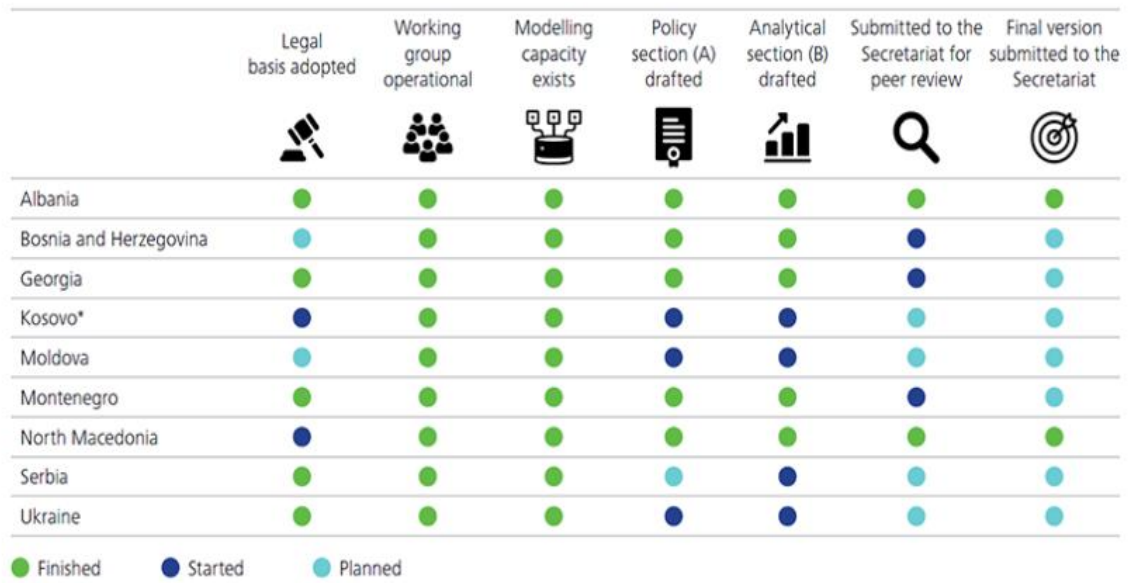 Legal
basis adopted
Working
group
operational
Modelling
capacity
exists
Policy
section (A)
drafted
Analytical
section (B)
drafted
Submitted to the
Secretariat for
peer review
Final version
submitted to the
Secretariat
Albania
Bosnia and Herzegovina
Georgia
Kosovo*
Moldova
Montenegro
North Macedonia
Serbia
Ukraine
Finished Started Planned